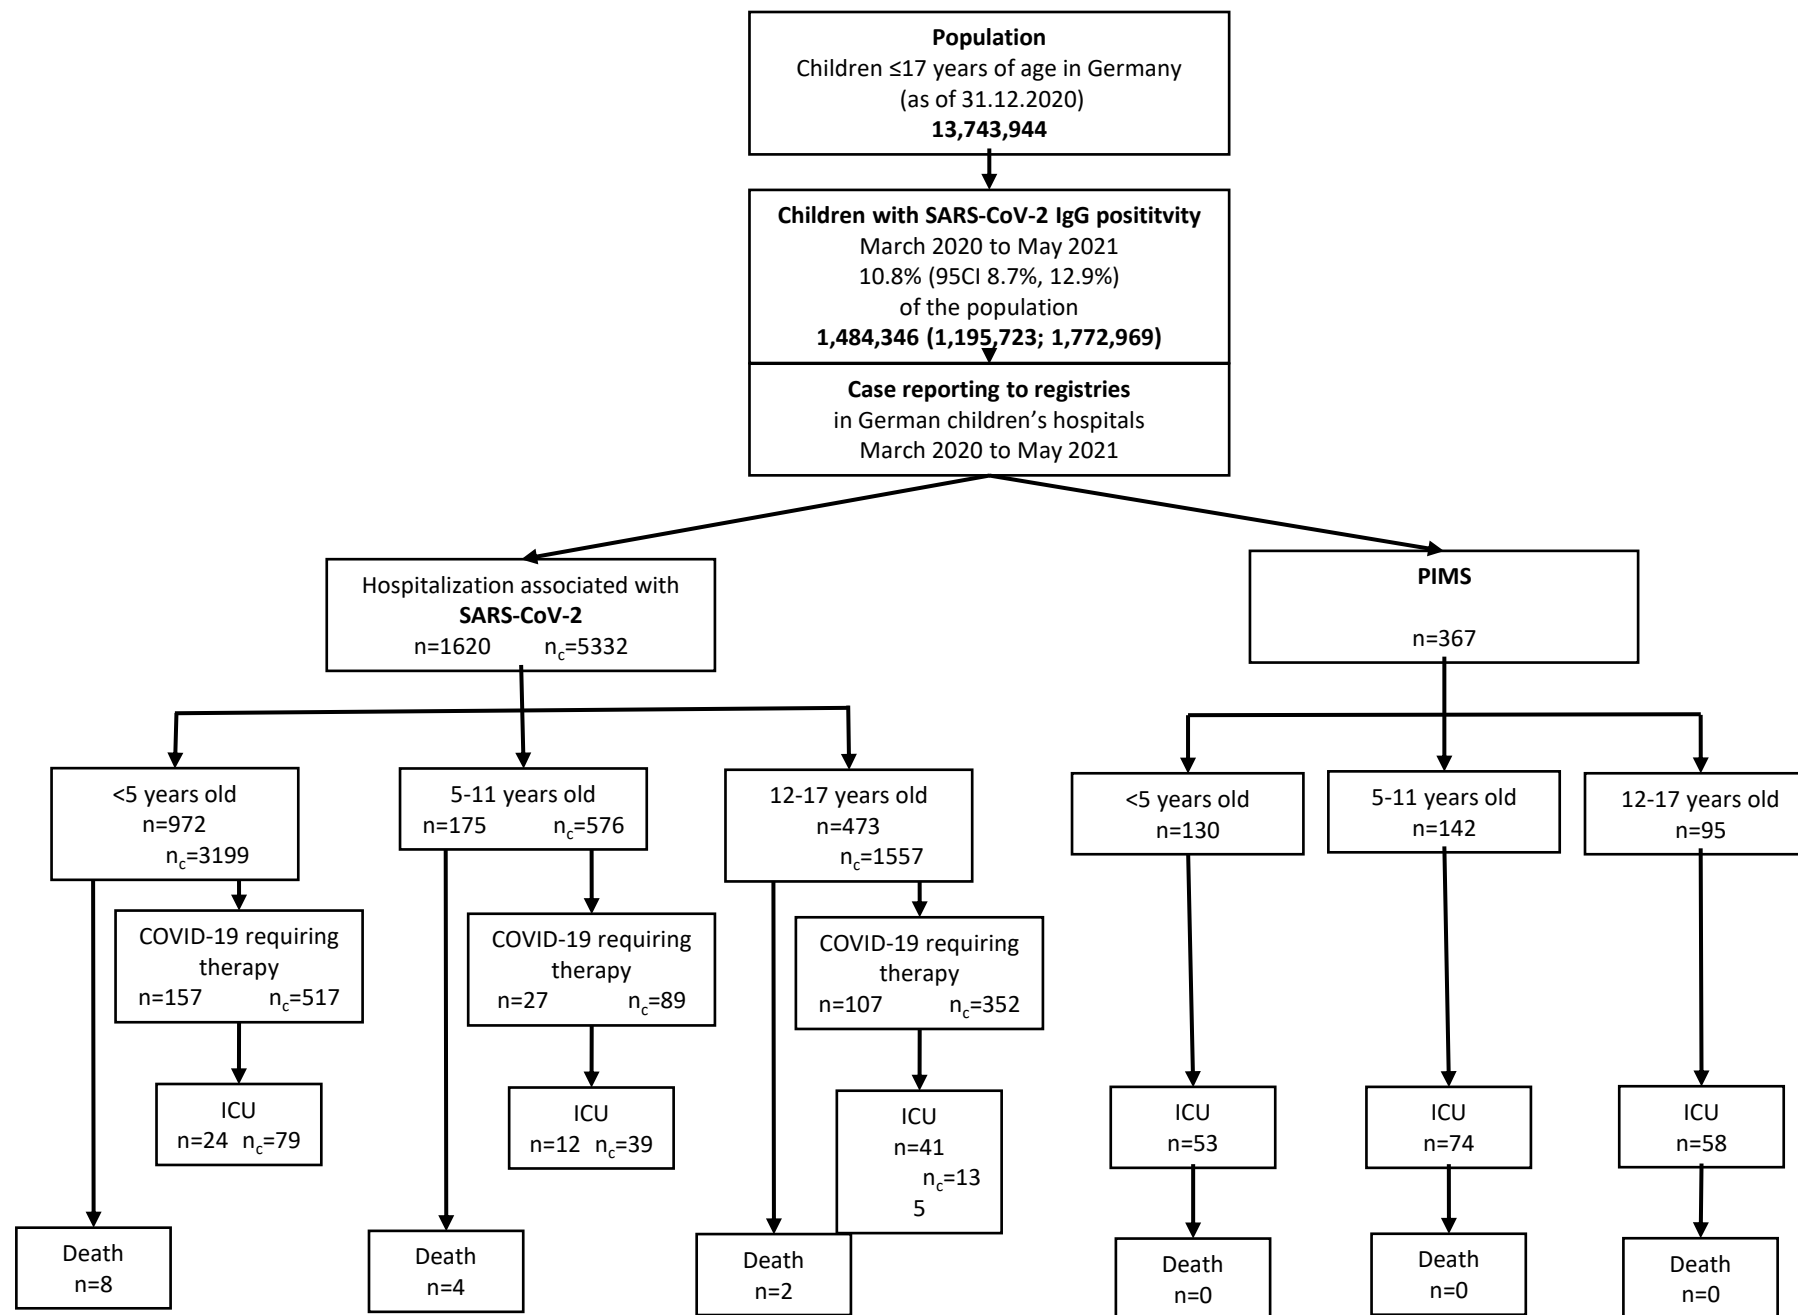 Population
Children ≤17 years of age in Germany
(as of 31.12.2020)
13,743,944
Children with SARS-CoV-2 IgG posititvity
March 2020 to May 2021
10.8% (95CI 8.7%, 12.9%)
of the population
1,484,346 (1,195,723; 1,772,969)
Case reporting to registries
in German children’s hospitals
March 2020 to May 2021
Hospitalization associated with
SARS-CoV-2
n=1620 nc=5332
PIMS
n=367
<5 years old
n=972
nc=3199
5-11 years old
n=175 nc=576
12-17 years old
n=473
nc=1557
<5 years old
n=130
5-11 years old
n=142
12-17 years old
n=95
COVID-19 requiring
therapy
n=157 nc=517
COVID-19 requiring
therapy
n=27 nc=89
COVID-19 requiring
therapy
n=107 nc=352
ICU
n=24 nc=79
ICU
n=12 nc=39
ICU
n=41
nc=13
5
ICU
n=53
ICU
n=74
ICU
n=58
Death
n=8
Death
n=4
Death
n=2
Death
n=0
Death
n=0
Death
n=0